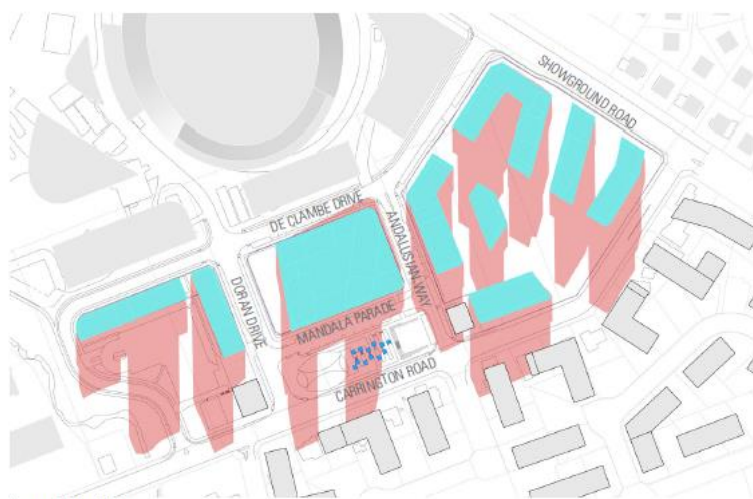 SHOWGROUND ROAD
DE CLAMBE DRIVE
ANDALUSIAN WAY
DORAN DRIVE
MANDALA PARADE
CARRINGTON ROAD